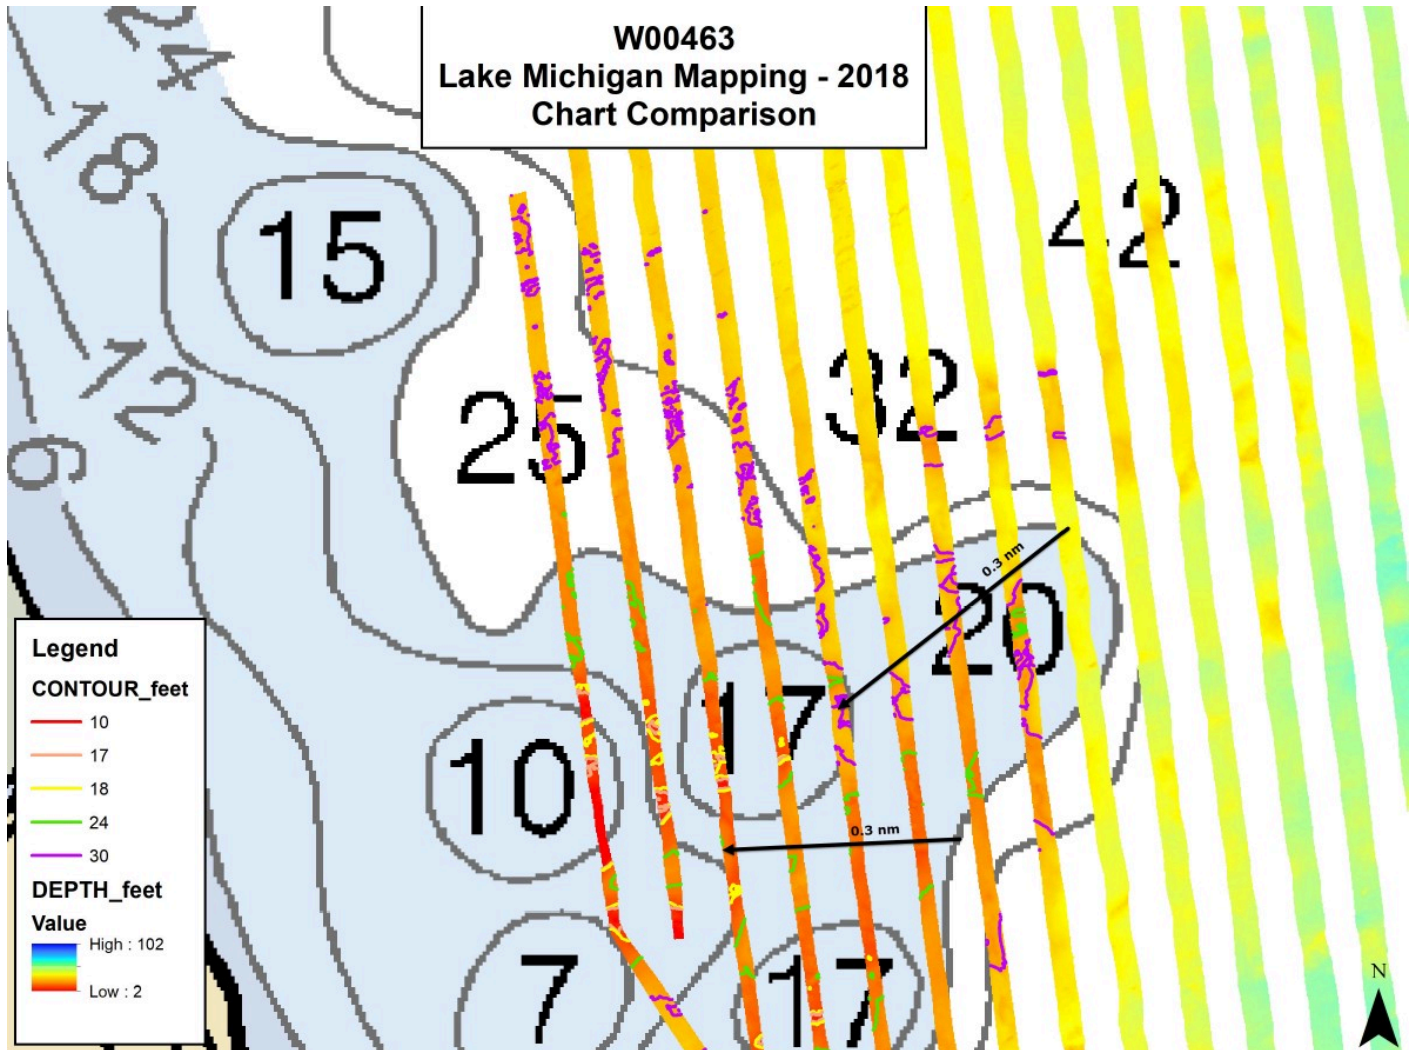 W00463
Lake Michigan Mapping - 2018
Chart Comparison
24
18
15
42
12
32
25
6
0.3 nm
20
17
10
0.3 nm
7
17
Legend
CONTOUR_feet
10
17
18
24
30
DEPTH_feet
Value
High : 102
Low : 2
N